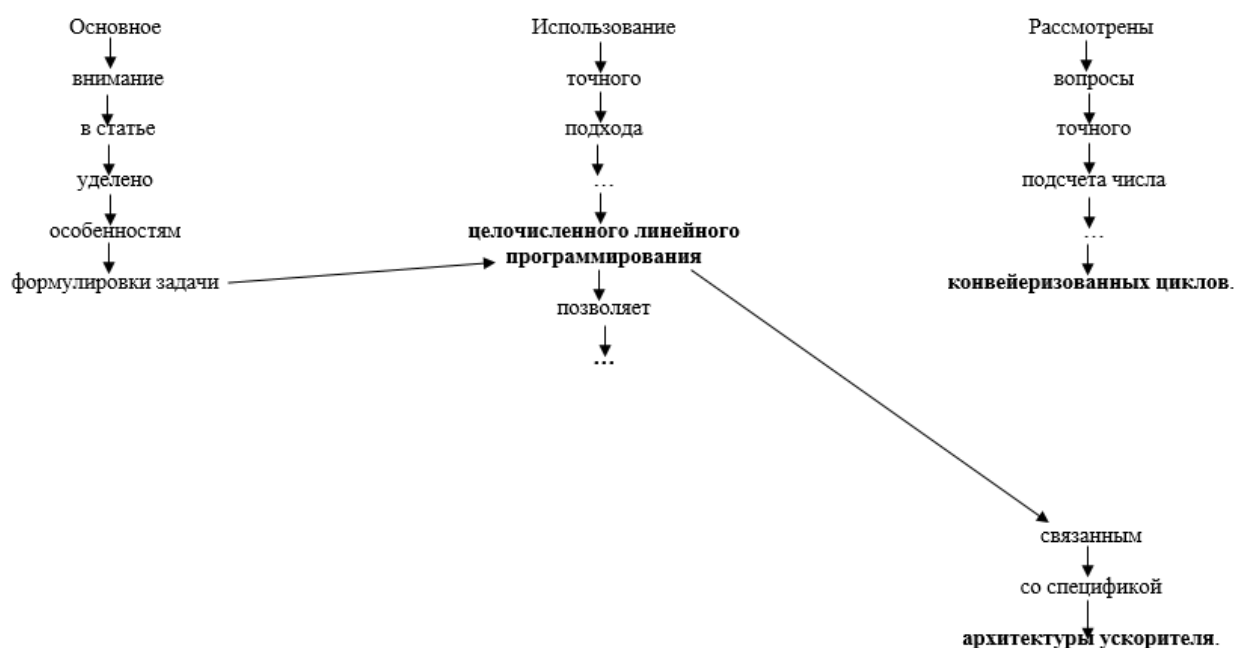 Основное
внимание
в статье
уделено
особенностям
формулировки задачи
Использование
точного
подхода
…
целочисленного линейного
программирования
позволяет
…
Рассмотрены
вопросы
точного
подсчета числа
…
конвейеризованных циклов.
связанным
со спецификой
архитектуры ускорителя.